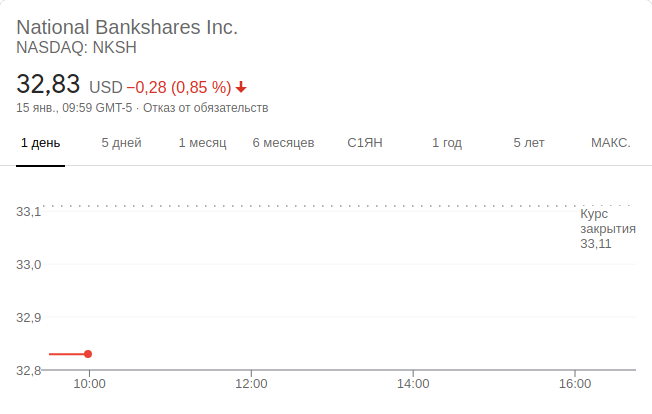 National Bankshares Inc.
NASDAQ: NKSH
32,83 USD −0,28 (0,85 %)
15 янв., 09:59 GMT-5 · Отказ от обязательств
1 день 5 дней 1 месяц 6 месяцев С1ЯН 1 год 5 лет МАКС.
33,1
Курс
закрытия
33,11
33,0
32,9
32,8
10:00 12:00 14:00 16:00